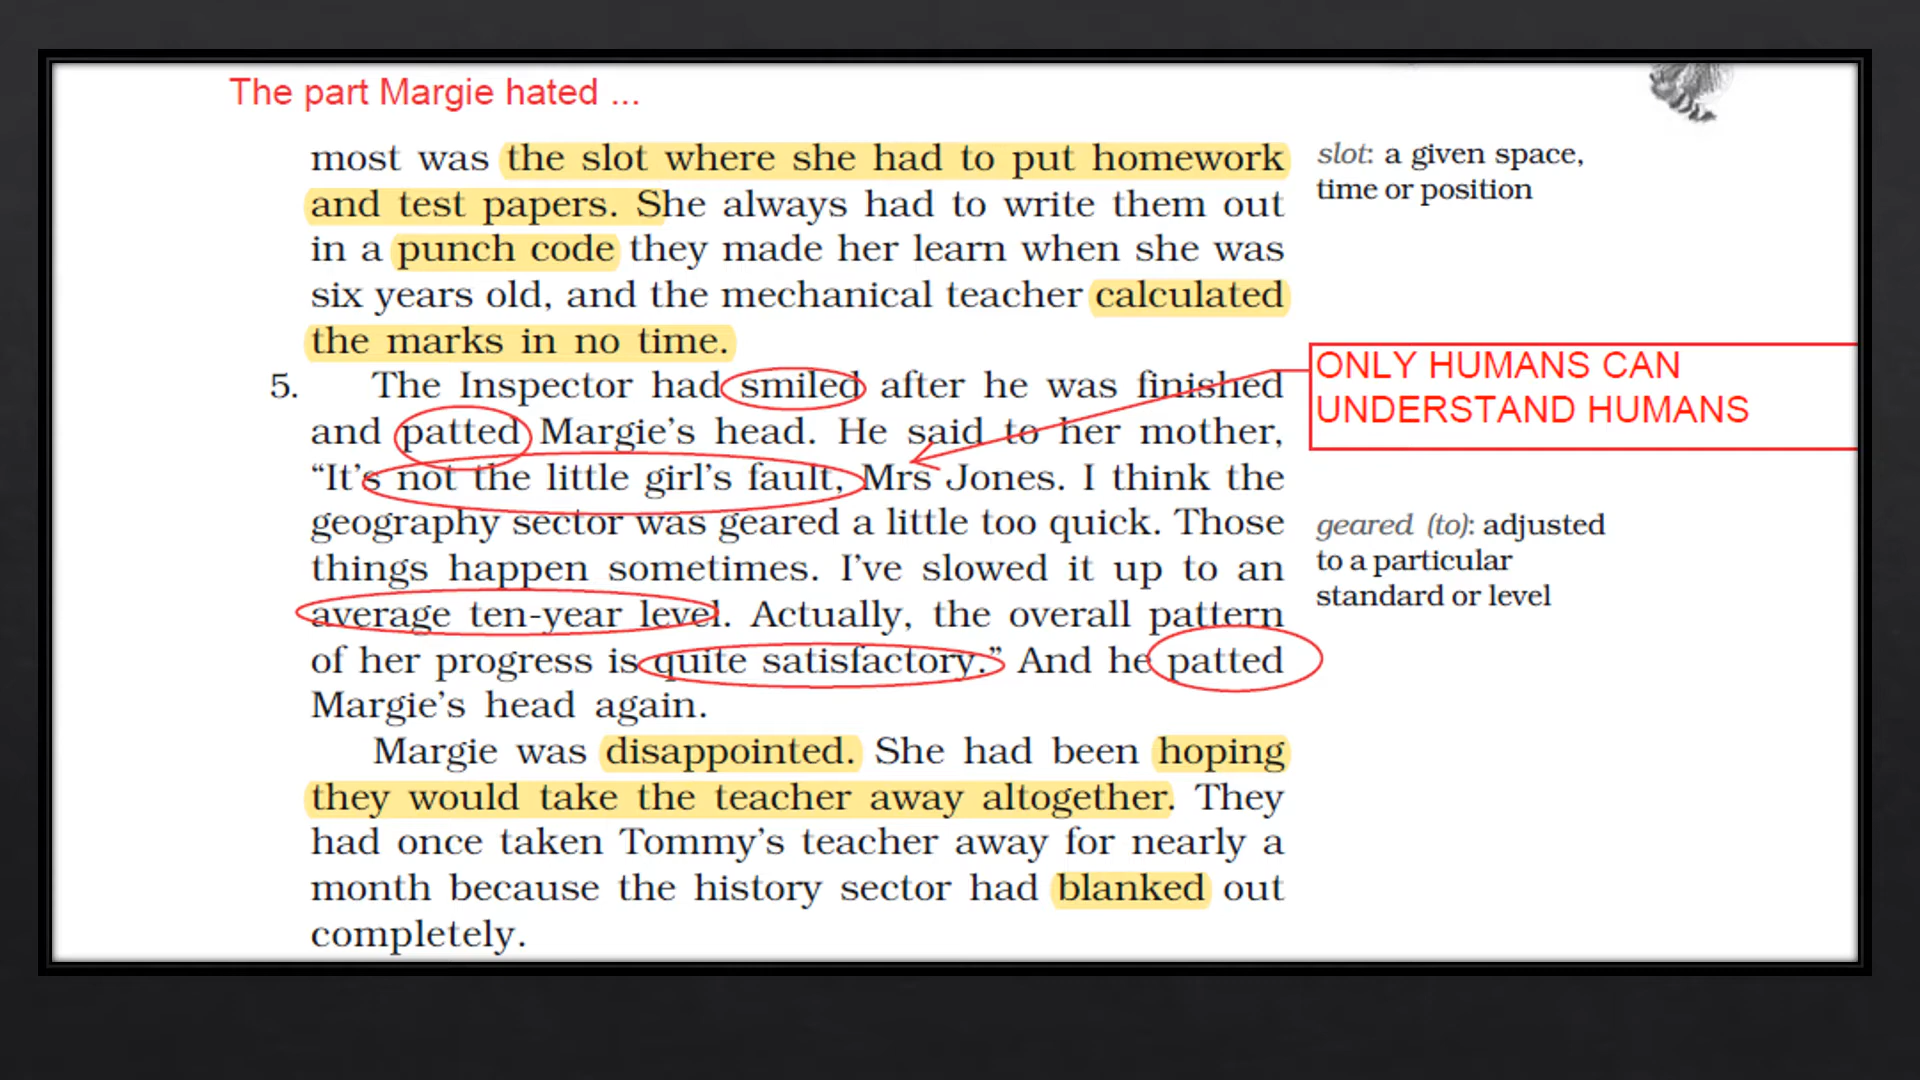 The part Margie hated ...
most was the slot where she had to put homework
and test papers. She always had to write them out
in a punch code they made her learn when she was
six years old, and the mechanical teacher calculated
the marks in no time.
slot: a given space,
time or position
5. The Inspector had smiled after he was finished
and patted Margie’s head. He said to her mother,
“It’s not the little girl’s fault, Mrs Jones. I think the
geography sector was geared a little too quick. Those
things happen sometimes. I’ve slowed it up to an
average ten-year level. Actually, the overall pattern
of her progress is quite satisfactory.” And he patted
Margie’s head again.
ONLY HUMANS CAN
UNDERSTAND HUMANS
geared (to): adjusted
to a particular
standard or level
Margie was disappointed. She had been hoping
they would take the teacher away altogether. They
had once taken Tommy’s teacher away for nearly a
month because the history sector had blanked out
completely.